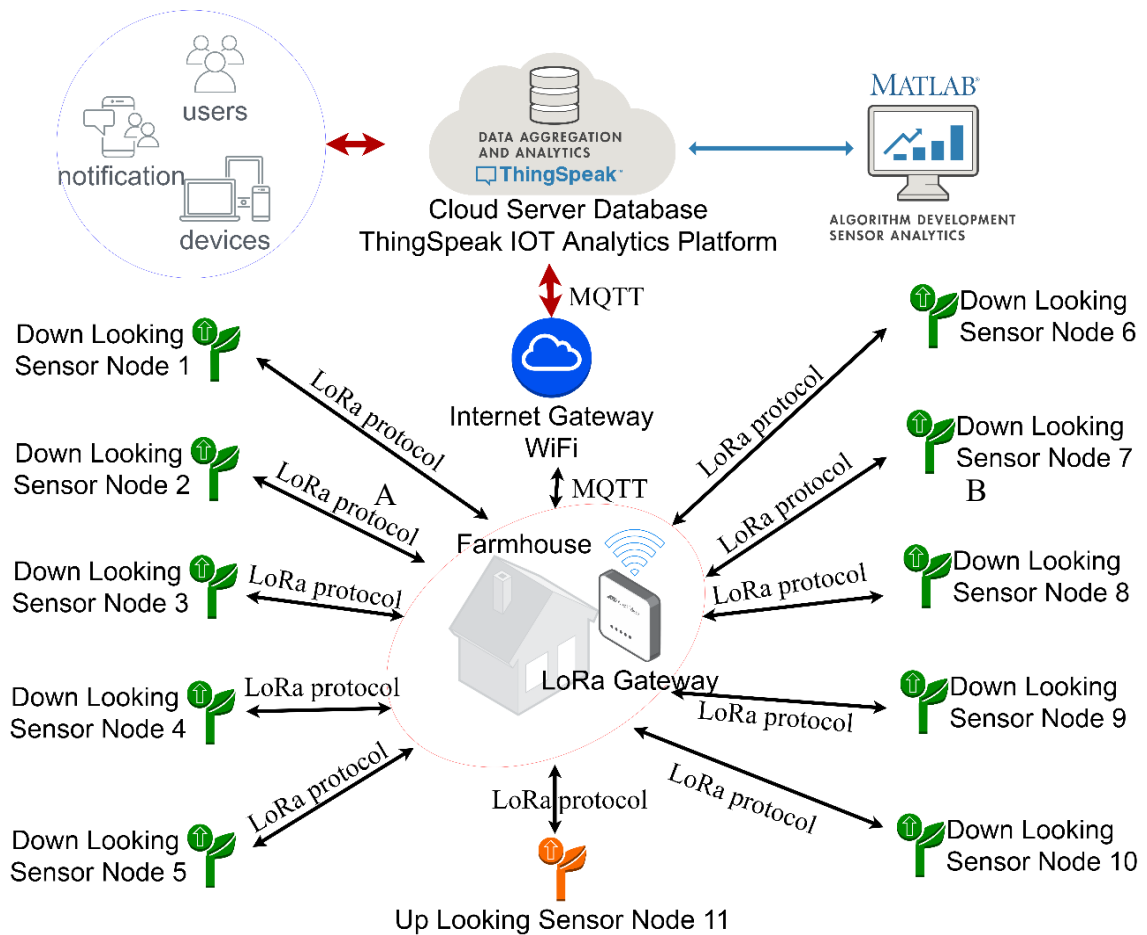 users
notification
devices
DATA AGGREGATION
AND ANALYTICS
ThingSpeak™
Cloud Server Database
ThingSpeak IOT Analytics Platform
MATLAB®
ALGORITHM DEVELOPMENT
SENSOR ANALYTICS
MQTT
Internet Gateway
WiFi
MQTT
Down Looking
Sensor Node 1
LoRa protocol
Down Looking
Sensor Node 2
LoRa protocol
A
Down Looking
Sensor Node 3
LoRa protocol
Down Looking
Sensor Node 4
LoRa protocol
Down Looking
Sensor Node 5
LoRa protocol
Farmhouse
LoRa Gateway
Down Looking
Sensor Node 6
LoRa protocol
Down Looking
Sensor Node 7
B
LoRa protocol
Down Looking
Sensor Node 8
LoRa protocol
Down Looking
Sensor Node 9
LoRa protocol
Down Looking
Sensor Node 10
LoRa protocol
LoRa protocol
Up Looking Sensor Node 11